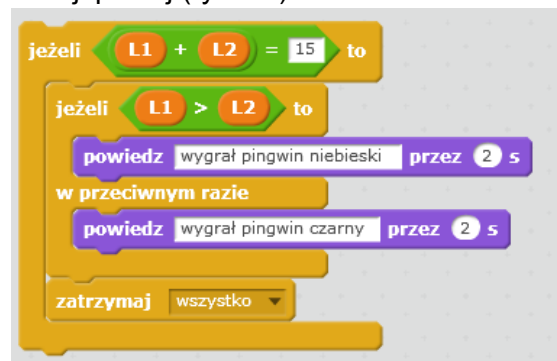 jeżeli L1 + L2 = 15 to
jeżeli L1 > L2 to
powiedz wygrał pingwin niebieski przez 2 s
w przeciwnym razie
powiedz wygrał pingwin czarny przez 2 s
zatrzymaj wszystko